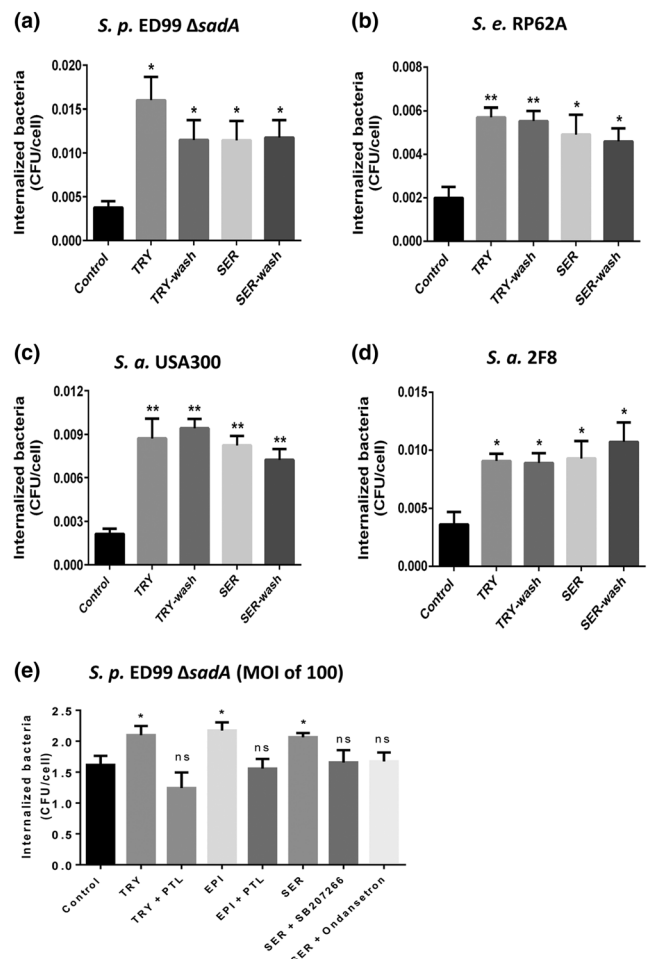 (a) S. p. ED99 ΔsadA
Internalized bacteria
(CFU/cell)
0.020
0.015
0.010
0.005
0.000
* * * *
Control
TRY
TRY-wash
SER
SER-wash
(b) S. e. RP62A
Internalized bacteria
(CFU/cell)
0.008
0.006
0.004
0.002
0.000
** ** * *
Control
TRY
TRY-wash
SER
SER-wash
(c) S. a. USA300
Internalized bacteria
(CFU/cell)
0.012
0.009
0.006
0.003
0.000
** ** ** **
Control
TRY
TRY-wash
SER
SER-wash
(d) S. a. 2F8
Internalized bacteria
(CFU/cell)
0.015
0.010
0.005
0.000
* * * *
Control
TRY
TRY-wash
SER
SER-wash
(e) S. p. ED99 ΔsadA (MOI of 100)
Internalized bacteria
(CFU/cell)
2.5
2.0
1.5
1.0
0.5
0.0
* ns * ns * ns ns
Control
TRY
TRY + PTL
EPI
EPI + PTL
SER
SER + SB207266
SER + Ondansetron